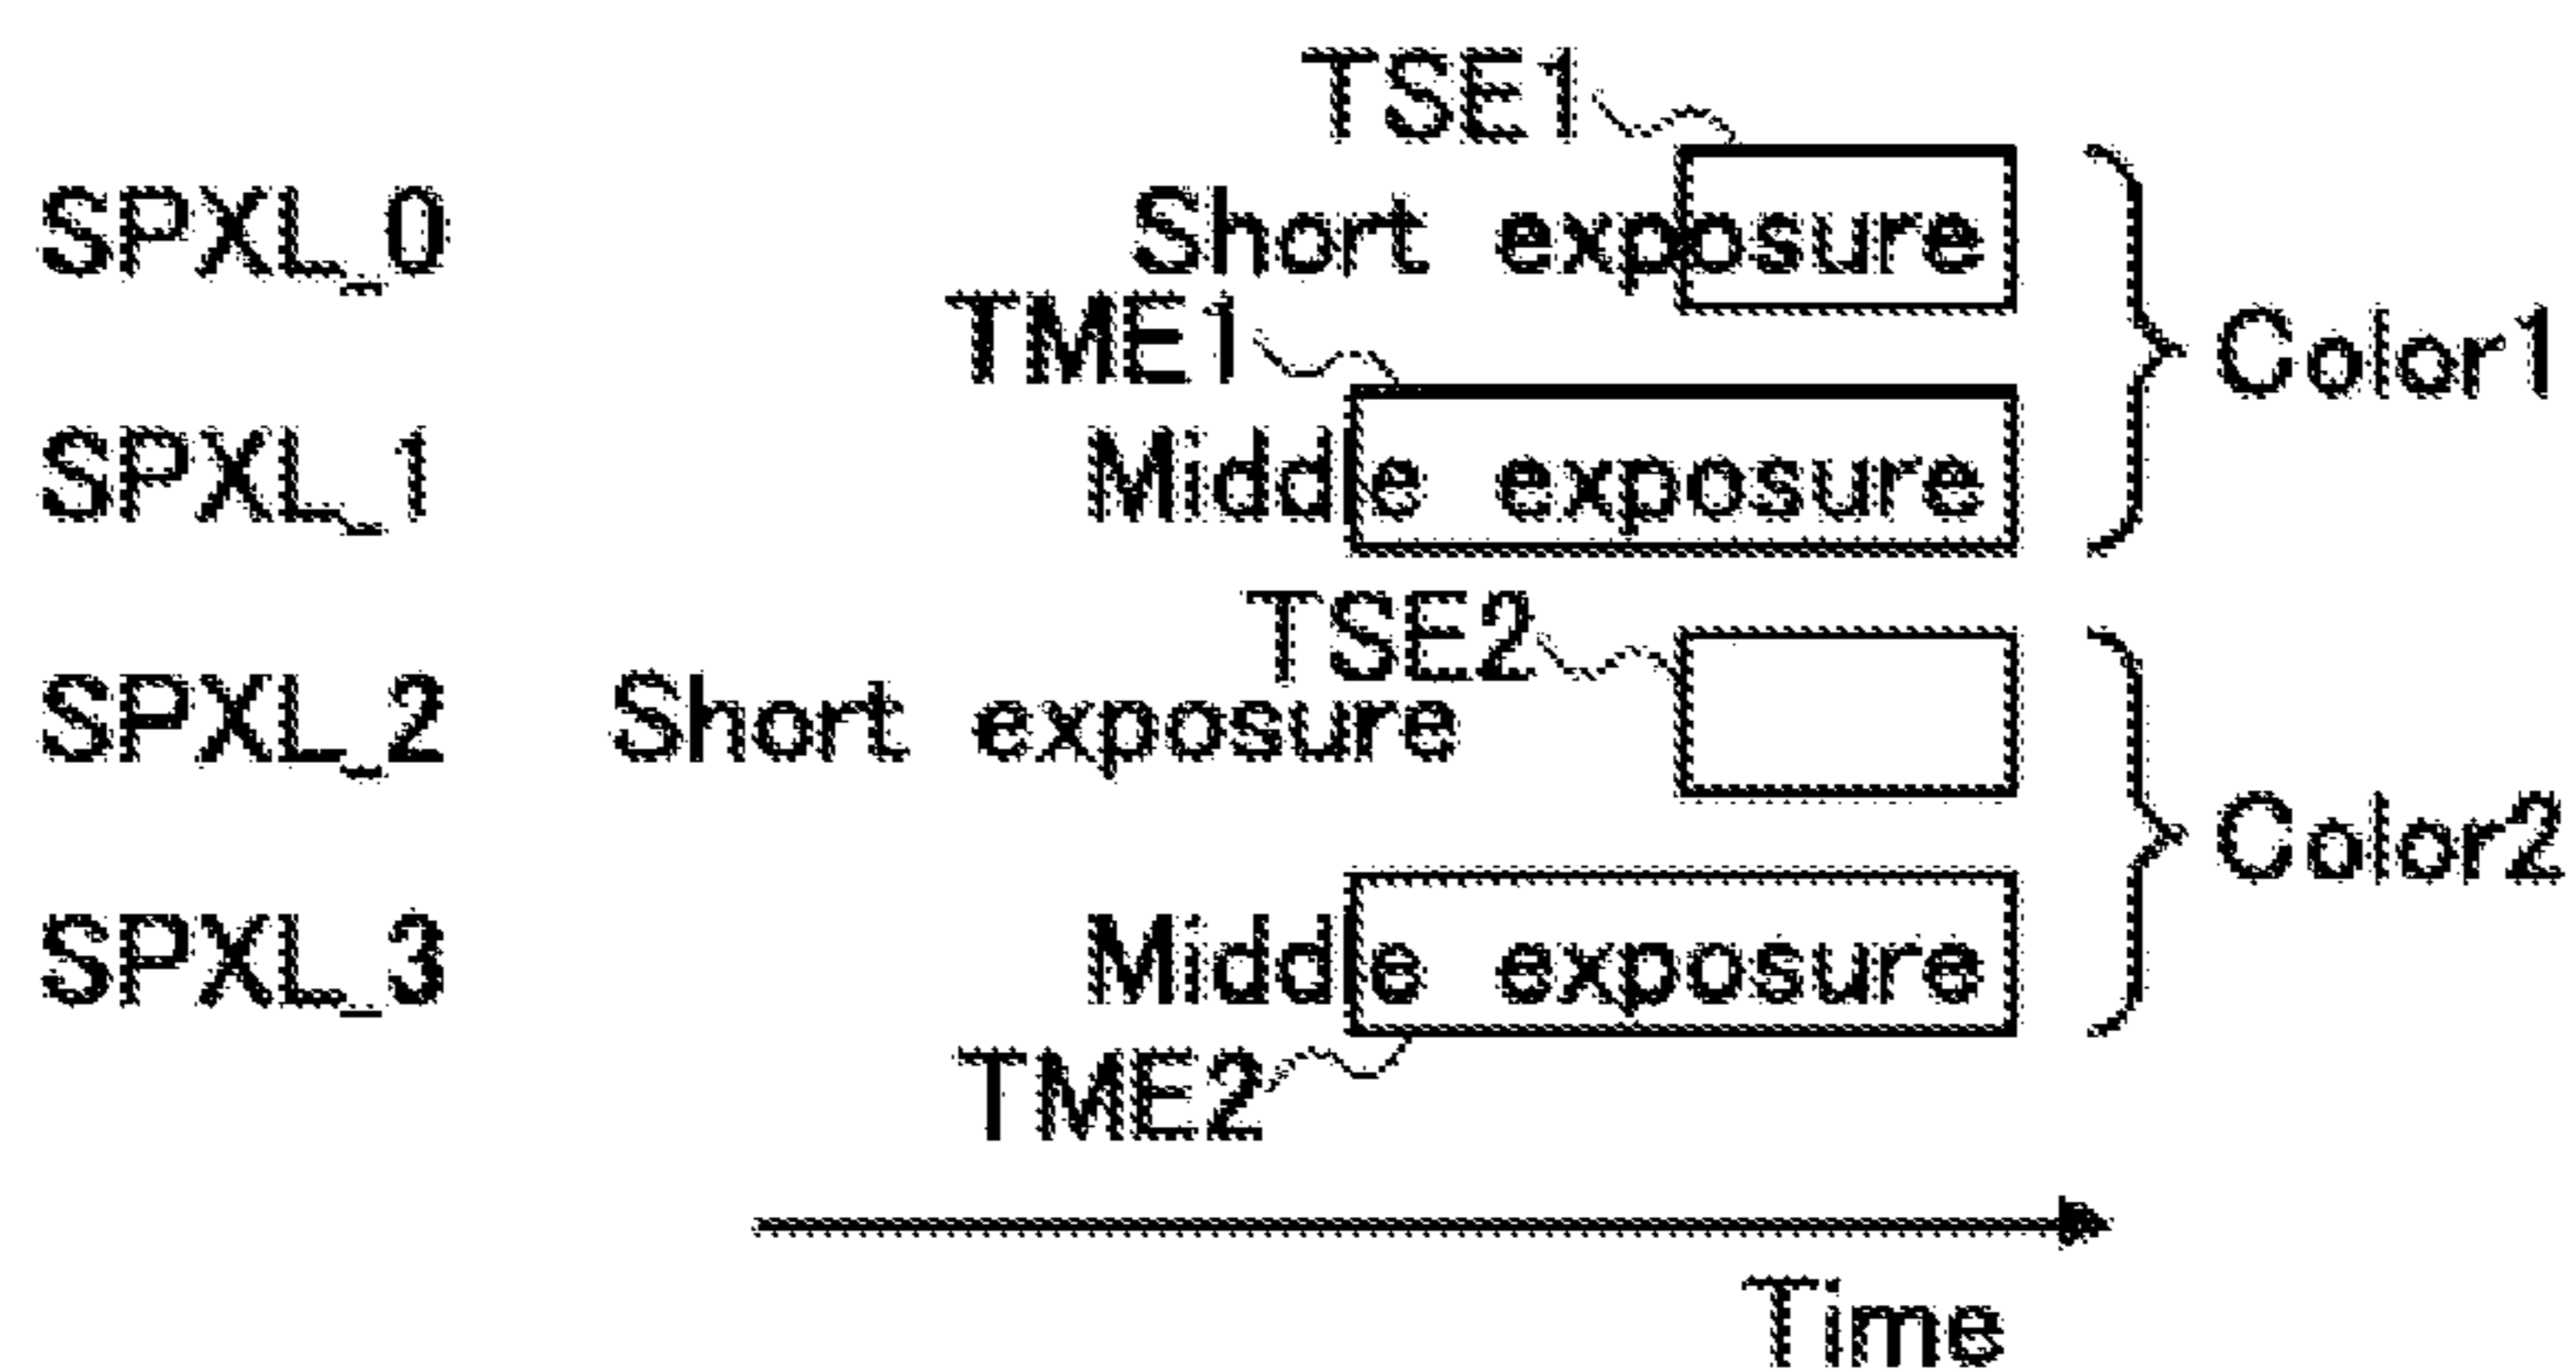 TSE1
SPXL_0 Short exposure
TME1
Color1
SPXL_1 Middle exposure
TSE2
SPXL_2 Short exposure
Color2
SPXL_3 Middle exposure
TME2
Time